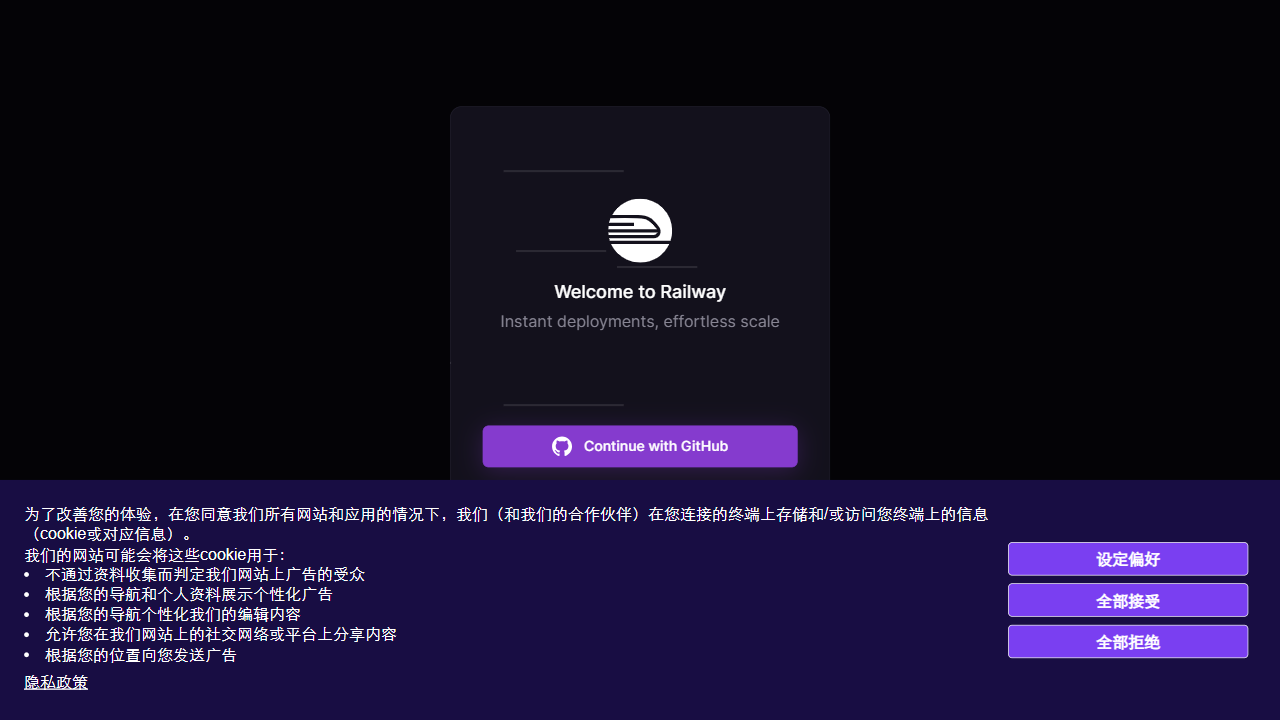 Welcome to Railway
Instant deployments, effortless scale
Continue with GitHub
为了改善您的体验，在您同意我们所有网站和应用的情况下，我们（和我们的合作伙伴）在您连接的终端上存储和/或访问您终端上的信息
（cookie或对应信息）。
我们的网站可能会将这些cookie用于：
• 不通过资料收集而判定我们网站上广告的受众
• 根据您的导航和个人资料展示个性化广告
• 根据您的导航个性化我们的编辑内容
• 允许您在我们网站上的社交网络或平台上分享内容
• 根据您的位置向您发送广告
隐私政策
设定偏好
全部接受
全部拒绝